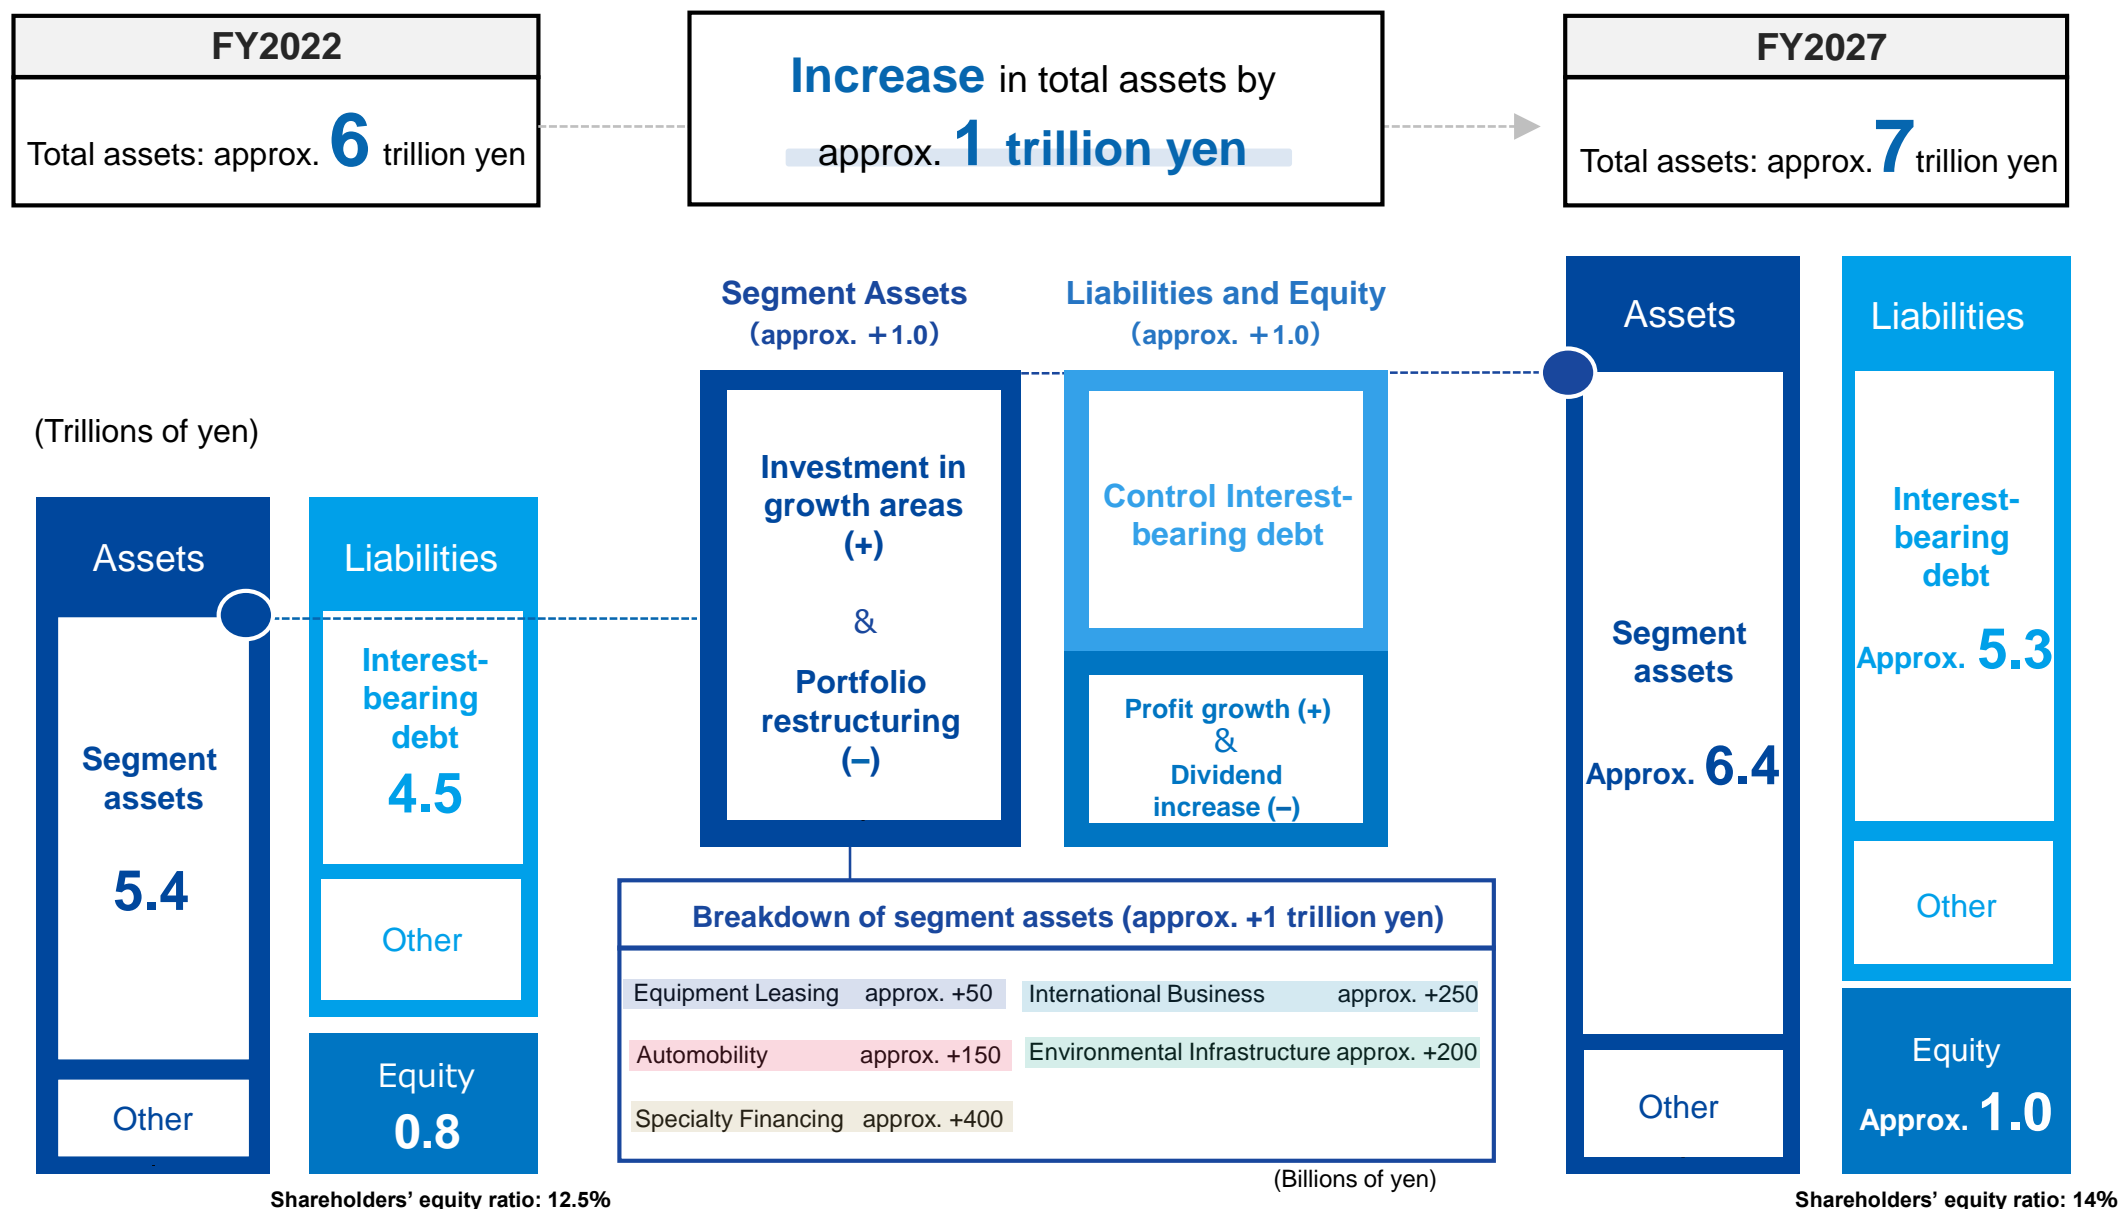 FY2022
Total assets: approx. 6 trillion yen
Increase in total assets by
approx. 1 trillion yen
FY2027
Total assets: approx. 7 trillion yen
(Trillions of yen)
Assets
Segment
assets
5.4
Other
Liabilities
Interest-
bearing
debt
4.5
Other
Equity
0.8
Shareholders’ equity ratio: 12.5%
Segment Assets
(approx. +1.0)
Investment in
growth areas
(+)
&
Portfolio
restructuring
(–)
Liabilities and Equity
(approx. +1.0)
Control Interest-
bearing debt
Profit growth (+)
&
Dividend
increase (–)
Breakdown of segment assets (approx. +1 trillion yen)
Equipment Leasing approx. +50
International Business approx. +250
Automobility approx. +150
Environmental Infrastructure approx. +200
Specialty Financing approx. +400
(Billions of yen)
Assets
Segment
assets
Approx. 6.4
Other
Liabilities
Interest-
bearing
debt
Approx. 5.3
Other
Equity
Approx. 1.0
Shareholders’ equity ratio: 14%